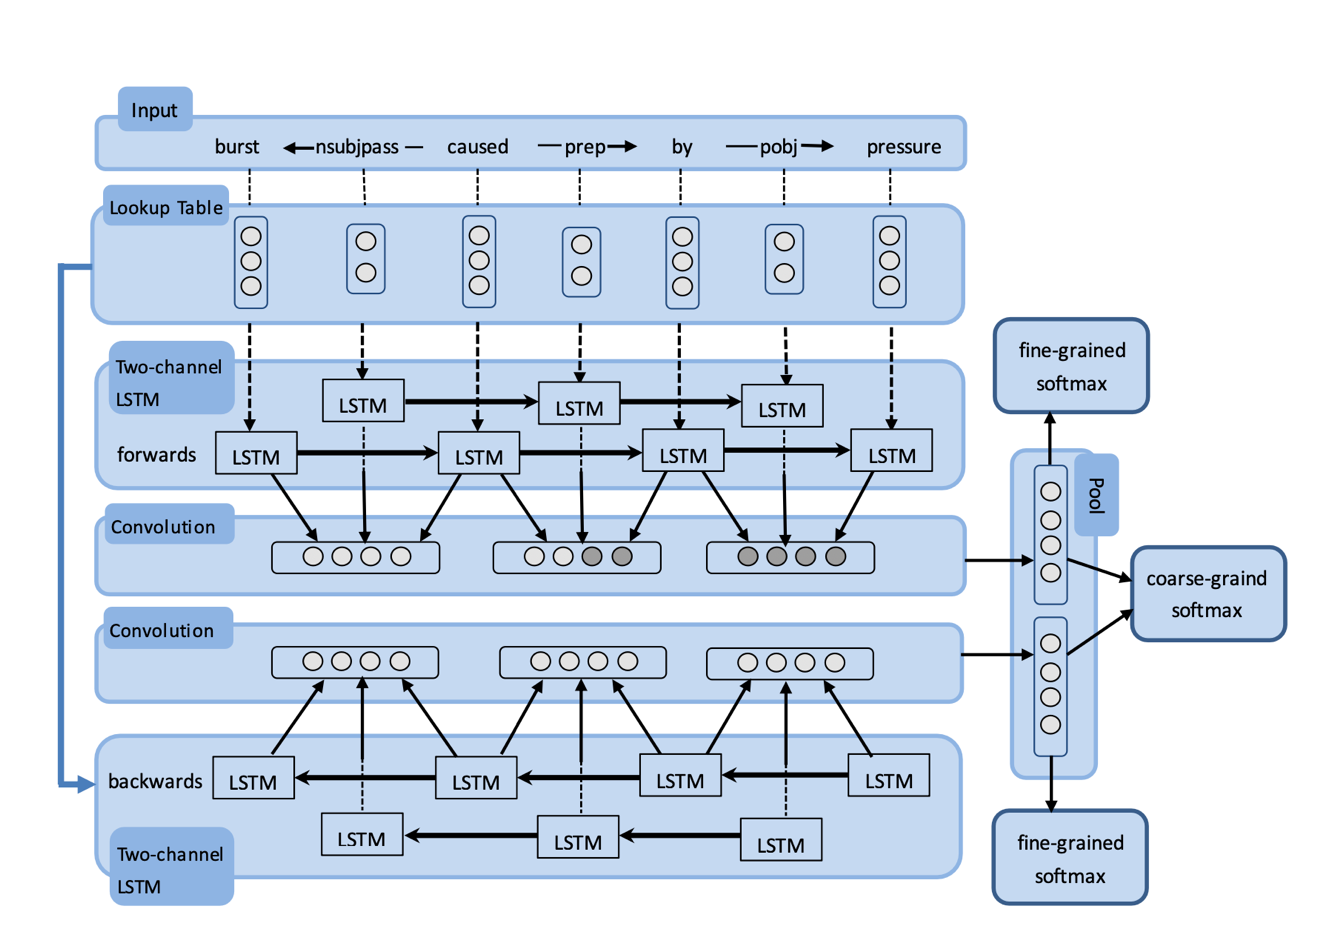 Input
burst nsubjpass caused prep by pobj pressure
Lookup Table
Two-channel
LSTM
LSTM LSTM LSTM
forwards
LSTM LSTM LSTM LSTM
Convolution
Convolution
backwards
LSTM LSTM LSTM LSTM
LSTM LSTM LSTM
Two-channel
LSTM
fine-grained
softmax
Pool
coarse-graind
softmax
fine-grained
softmax